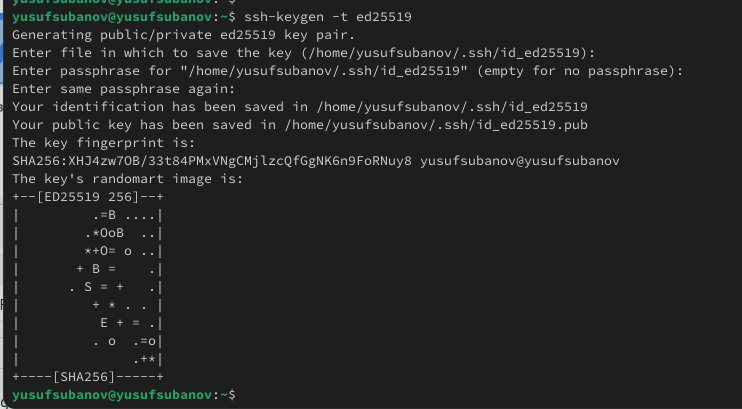 yusufsubanov@yusufsubanov:~$ ssh-keygen -t ed25519
Generating public/private ed25519 key pair.
Enter file in which to save the key (/home/yusufsubanov/.ssh/id_ed25519):
Enter passphrase for "/home/yusufsubanov/.ssh/id_ed25519" (empty for no passphrase):
Enter same passphrase again:
Your identification has been saved in /home/yusufsubanov/.ssh/id_ed25519
Your public key has been saved in /home/yusufsubanov/.ssh/id_ed25519.pub
The key fingerprint is:
SHA256:XHJ4zw7OB/33t84PMxVNgCMjlzcQfGgNK6n9FoRNuy8 yusufsubanov@yusufsubanov
The key's randomart image is:
+--[ED25519 256]--+
|         .=B ....|
|        .*OoB  ..|
|        *+O= o ..|
|       + B =    .|
|      . S = +   .|
|         + * . . |
|          E + = .|
|         . o  .=o|
|              .+*|
+----[SHA256]-----+
yusufsubanov@yusufsubanov:~$